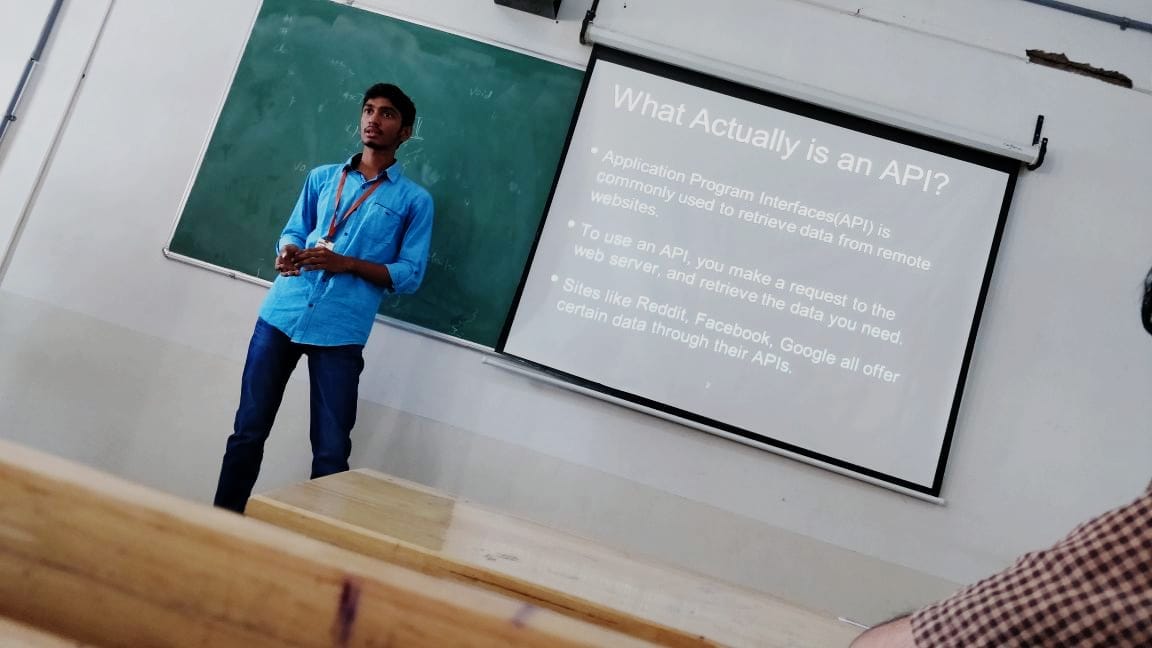 What Actually is an API?
• Application Program Interfaces(API) is
commonly used to retrieve data from remote
websites.
• To use an API, you make a request to the
web server, and retrieve the data you need.
• Sites like Reddit, Facebook, Google all offer
certain data through their APIs.